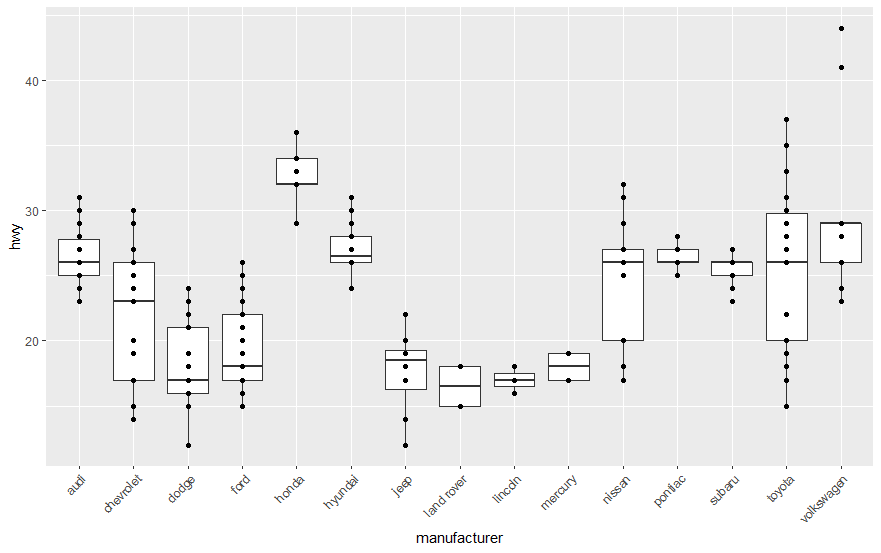 hwy
40
30
20
audi
chevrolet
dodge
ford
honda
hyundai
jeep
land rover
lincoln
mercury
nissan
pontiac
subaru
toyota
volkswagen
manufacturer